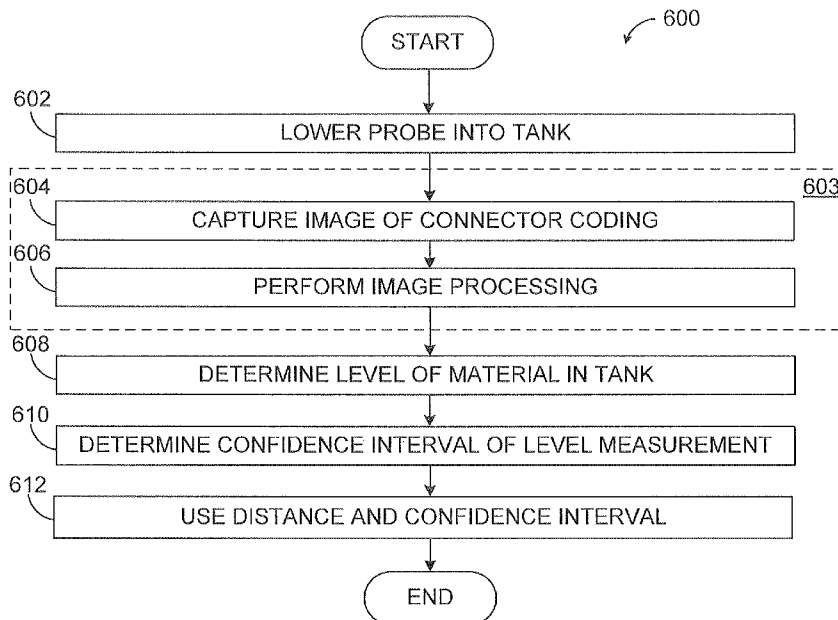 START
600
602
LOWER PROBE INTO TANK
603
604
CAPTURE IMAGE OF CONNECTOR CODING
606
PERFORM IMAGE PROCESSING
608
DETERMINE LEVEL OF MATERIAL IN TANK
610
DETERMINE CONFIDENCE INTERVAL OF LEVEL MEASUREMENT
612
USE DISTANCE AND CONFIDENCE INTERVAL
END